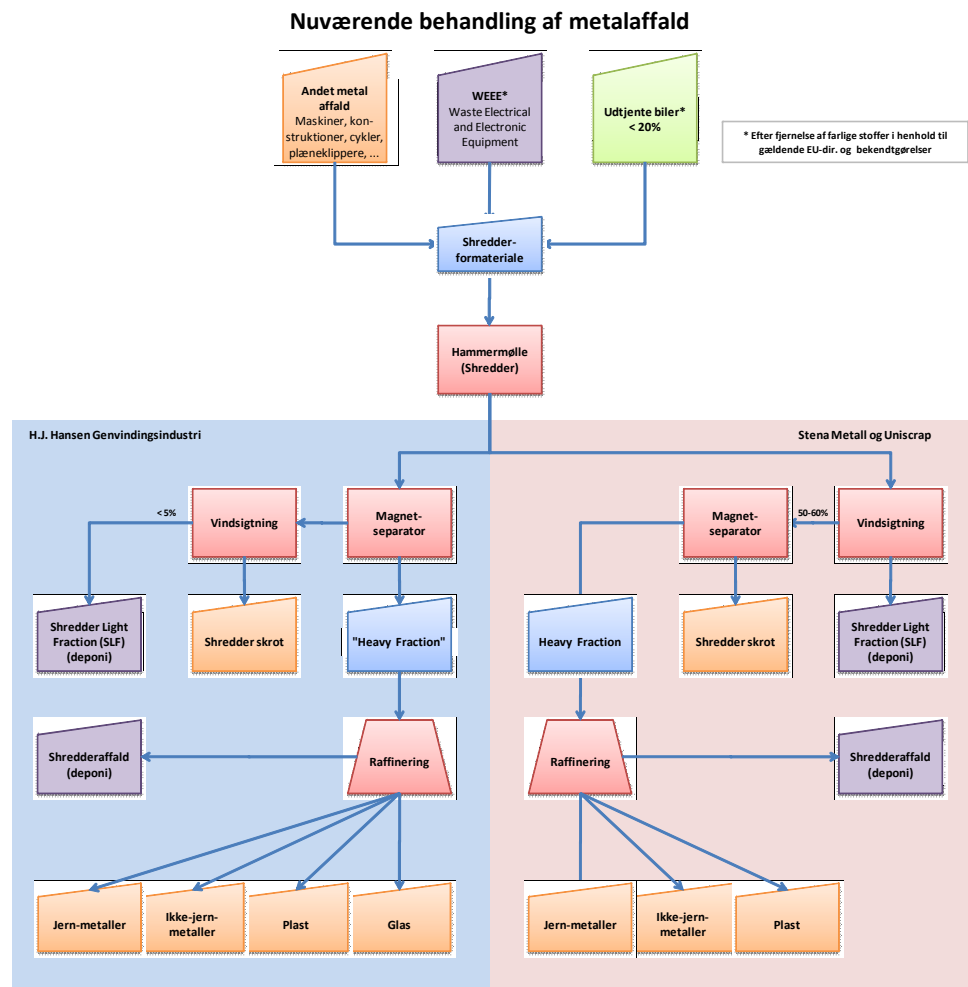 Nuværende behandling af metalaffald
Andet metal
affald
Maskiner, kon-
struktioner, cykler,
plæneklippere, ...
WEEE*
Waste Electrical
and Electronic
Equipment
Udtjente biler*
< 20%
* Efter fjernelse af farlige stoffer i henhold til
gældende EU-dir. og bekendtgørelser
Shredder-
formateriale
Hammermølle
(Shredder)
H.J. Hansen Genvindingsindustri
Stena Metall og Uniscrap
< 5%
Vindsigtning
Magnet-
separator
Magnet-
separator
50-60%
Vindsigtning
Shredder Light
Fraction (SLF)
(deponi)
Shredder skrot
"Heavy Fraction"
Heavy Fraction
Shredder skrot
Shredder Light
Fraction (SLF)
(deponi)
Shredderaffald
(deponi)
Raffinering
Raffinering
Shredderaffald
(deponi)
Jern-metaller
Ikke-jern-
metaller
Plast
Glas
Jern-metaller
Ikke-jern-
metaller
Plast